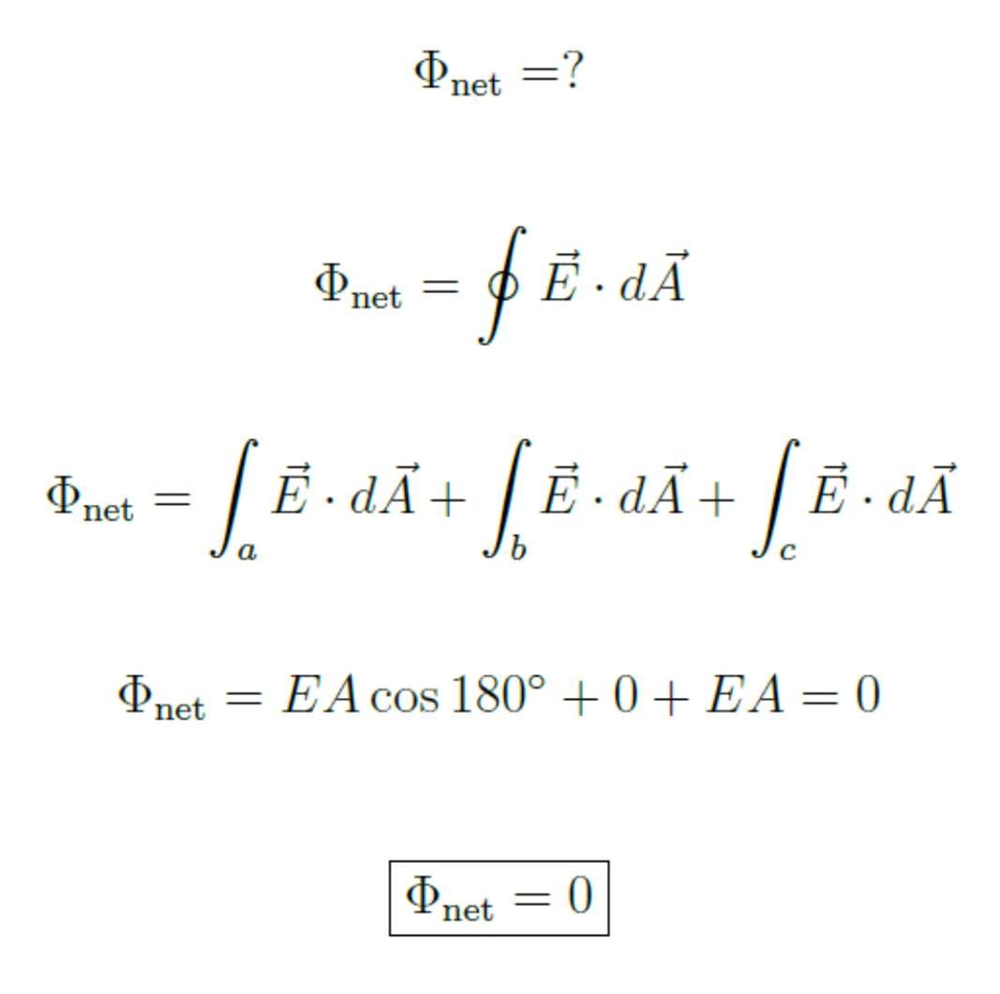 Φ_net =?
Φ_net = ∮ E⃗ · dA⃗
Φ_net = ∫_a E⃗ · dA⃗ + ∫_b E⃗ · dA⃗ + ∫_c E⃗ · dA⃗
Φ_net = EA cos 180° + 0 + EA = 0
Φ_net = 0